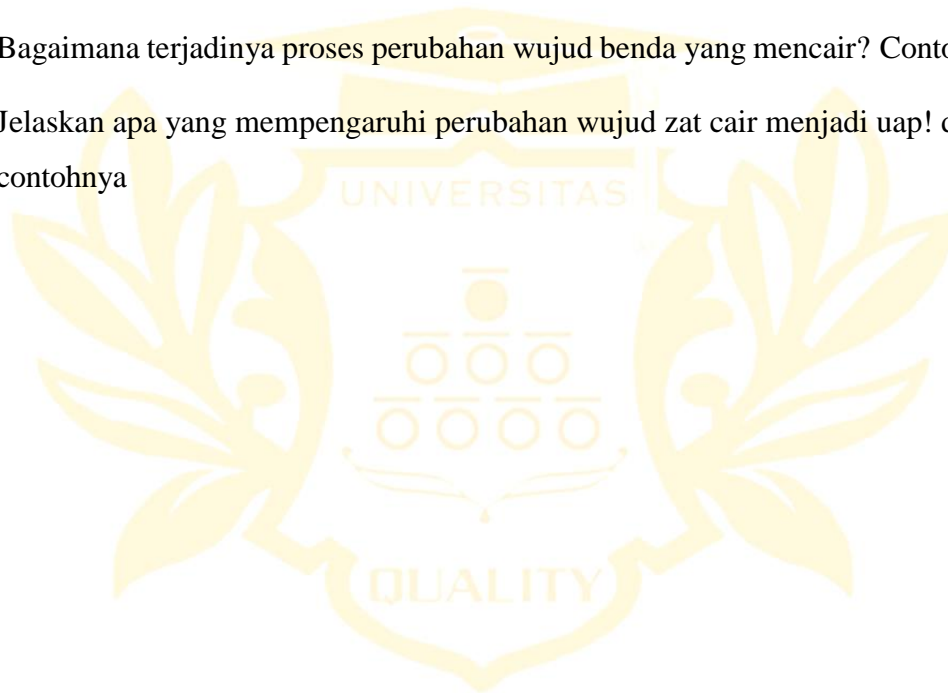 Bagaimana terjadinya proses perubahan wujud benda yang mencair?
Jelaskan apa yang mempengaruhi perubahan wujud zat cair menjadi uap!
contohnya
UNIVERSITAS
QUALITY